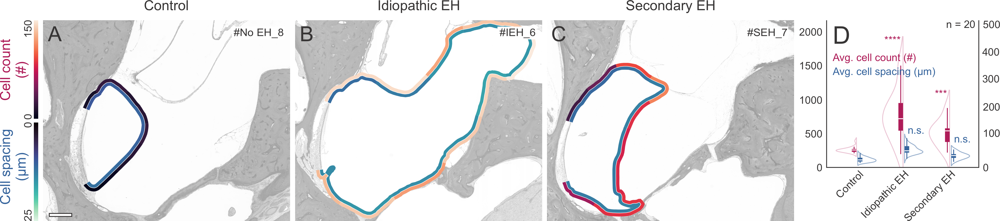 Control
Idiopathic EH
Secondary EH
Cell count
(#)
150
0
0
25
Cell spacing
(µm)
A
#No EH_8
B
#IEH_6
C
#SEH_7
D
n = 20
2000
1500
1000
500
0
500
400
300
200
100
0
****
Avg. cell count (#)
Avg. cell spacing (µm)
***
n.s.
n.s.
Control
Idiopathic EH
Secondary EH